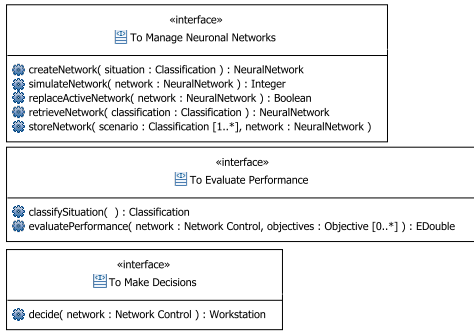 «interface»
To Manage Neuronal Networks
createNetwork( situation : Classification ) : NeuralNetwork
simulateNetwork( network : NeuralNetwork ) : Integer
replaceActiveNetwork( network : NeuralNetwork ) : Boolean
retrieveNetwork( classification : Classification ) : NeuralNetwork
storeNetwork( scenario : Classification [1..*], network : NeuralNetwork )
«interface»
To Evaluate Performance
classifySituation(  ) : Classification
evaluatePerformance( network : Network Control, objectives : Objective [0..*] ) : EDouble
«interface»
To Make Decisions
decide( network : Network Control ) : Workstation